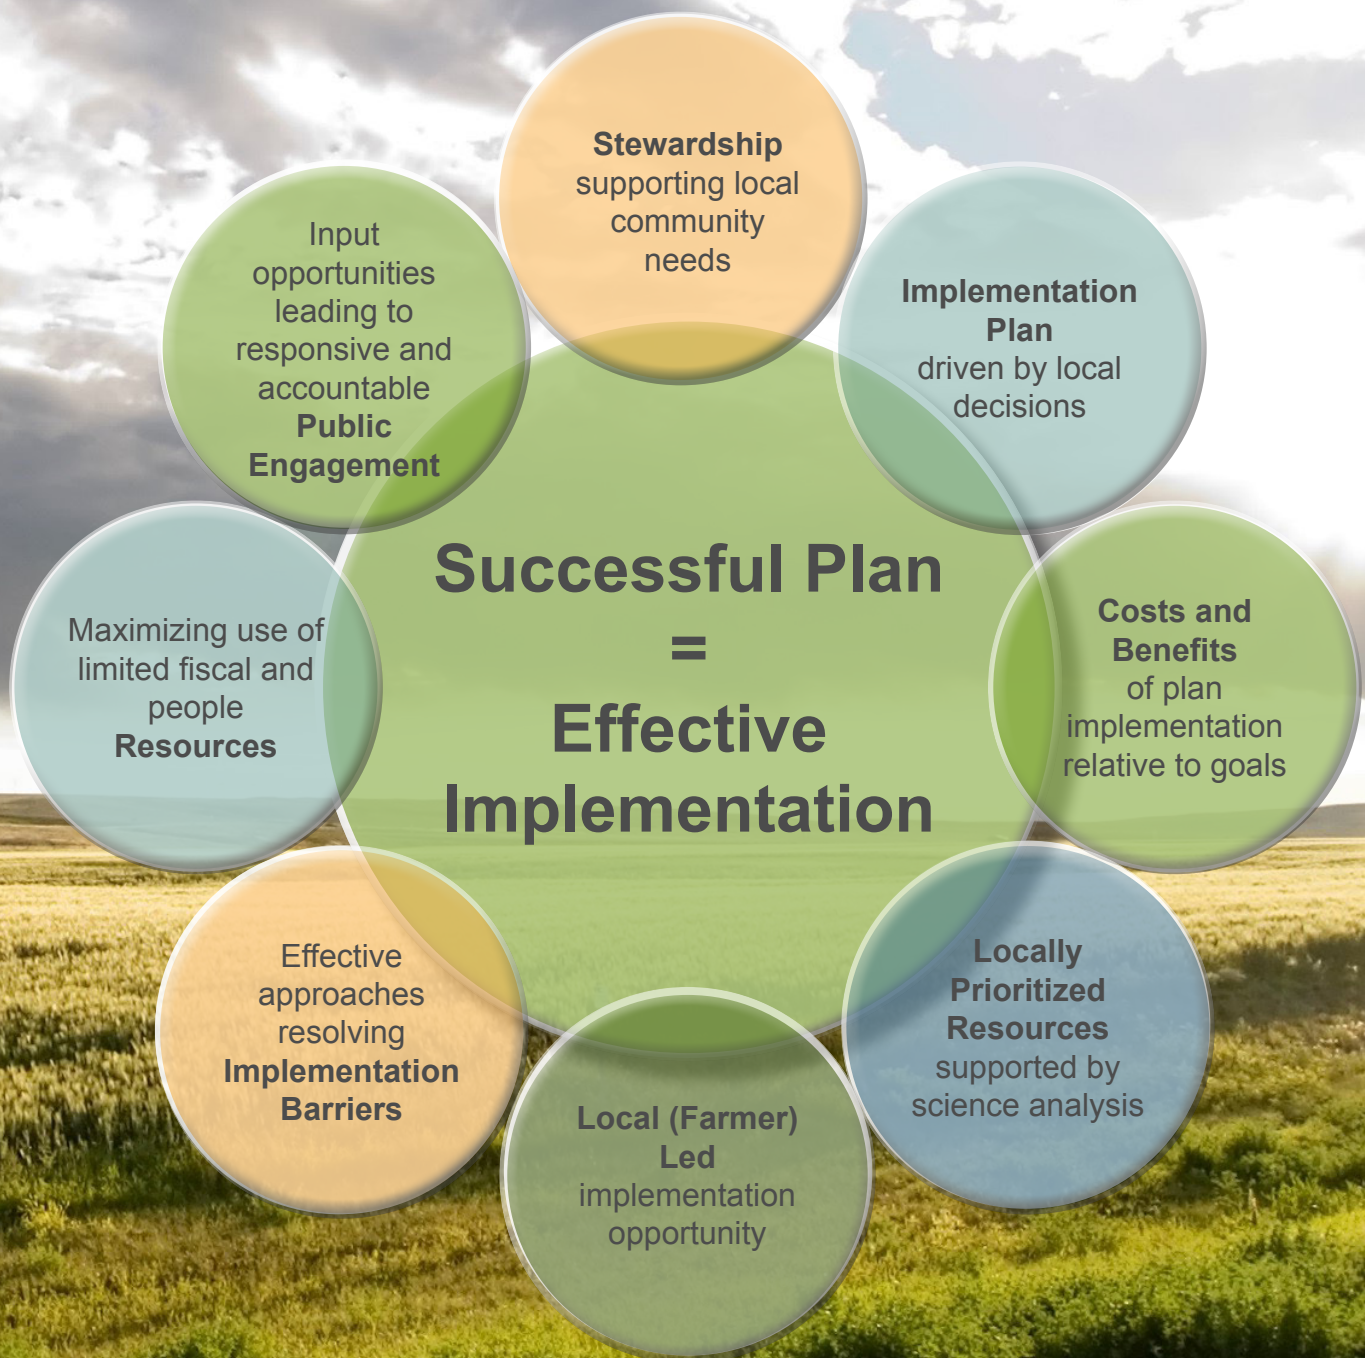 Stewardship
supporting local
community
needs
Implementation
Plan
driven by local
decisions
Costs and
Benefits
of plan
implementation
relative to goals
Locally
Prioritized
Resources
supported by
science analysis
Local (Farmer)
Led
implementation
opportunity
Effective
approaches
resolving
Implementation
Barriers
Maximizing use of
limited fiscal and
people
Resources
Input
opportunities
leading to
responsive and
accountable
Public
Engagement
Successful Plan
=
Effective
Implementation